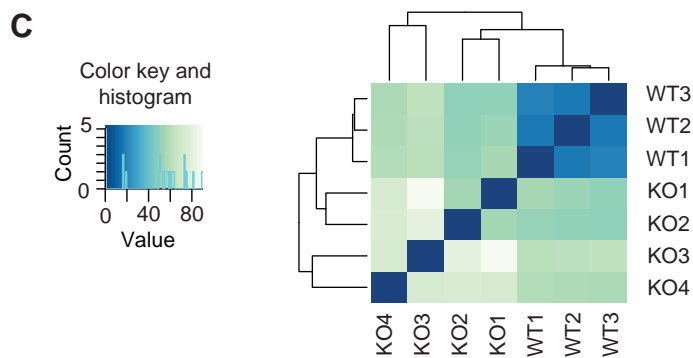 C
Color key and
histogram
Count
5
0
0
40
80
Value
WT3
WT2
WT1
KO1
KO2
KO3
KO4
KO4
KO3
KO2
KO1
WT1
WT2
WT3